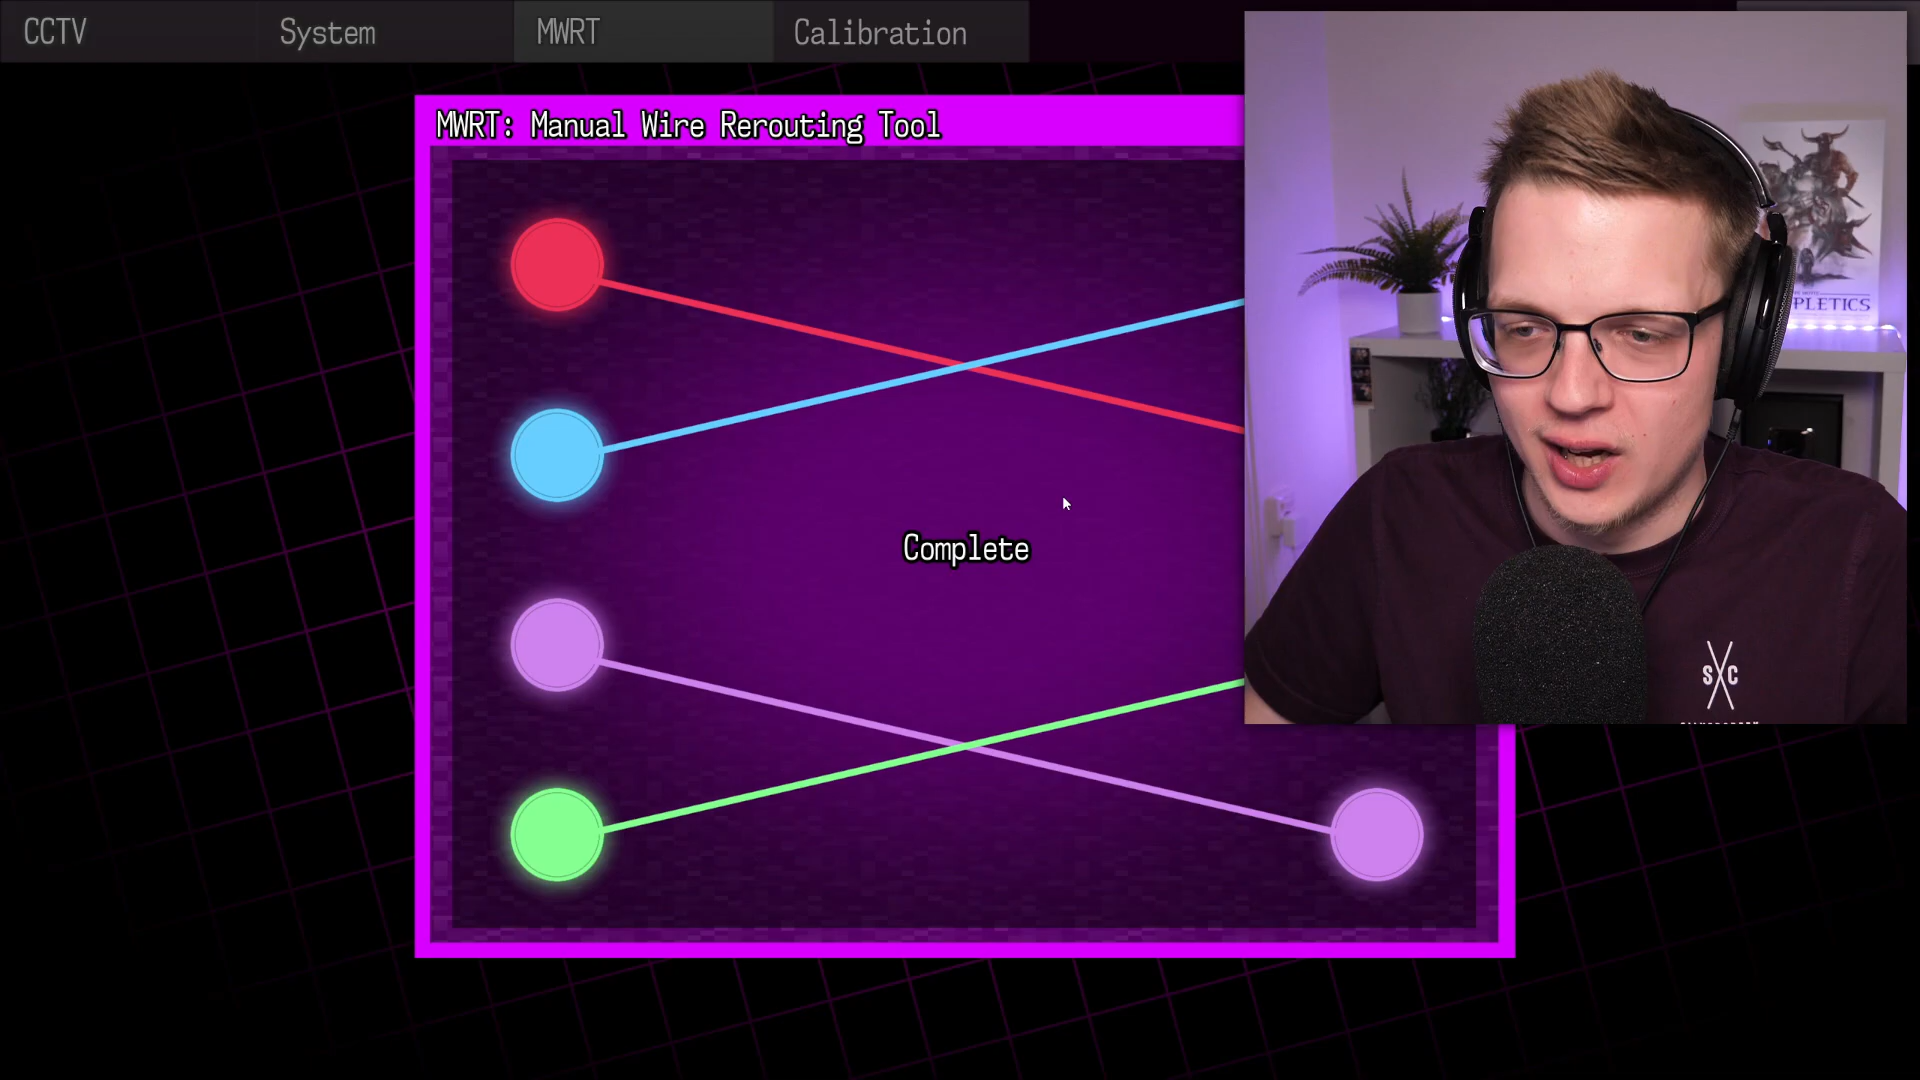 CCTV
System
MWRT
Calibration
MWRT: Manual Wire Rerouting Tool
Complete
PLETICS
S C